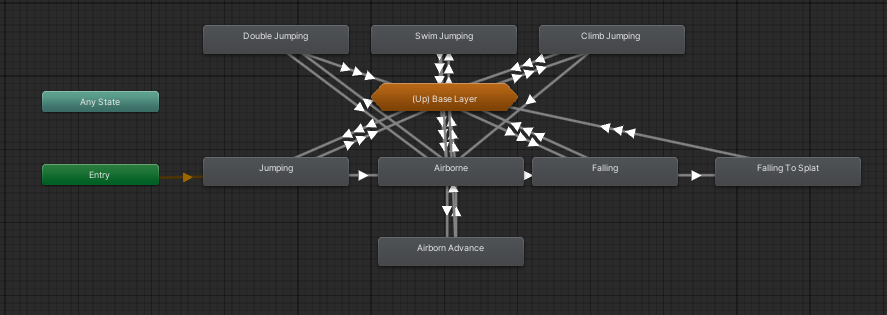 Double Jumping
Swim Jumping
Climb Jumping
Any State
(Up) Base Layer
Entry
Jumping
Airborne
Falling
Falling To Splat
Airborn Advance